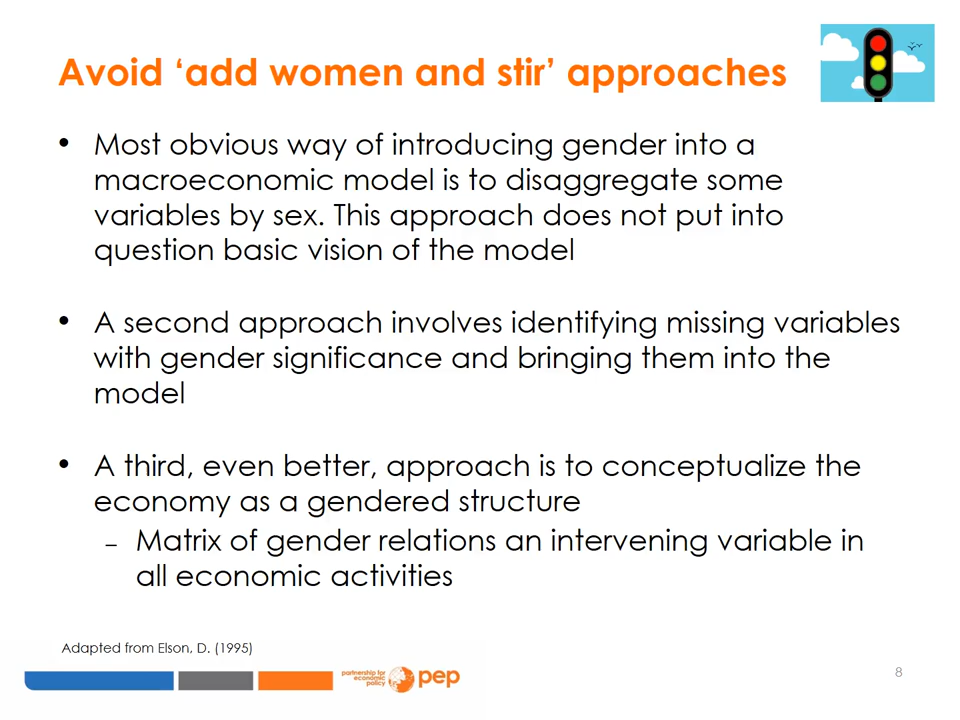 Avoid ‘add women and stir’ approaches
• Most obvious way of introducing gender into a
macroeconomic model is to disaggregate some
variables by sex. This approach does not put into
question basic vision of the model
• A second approach involves identifying missing variables
with gender significance and bringing them into the
model
• A third, even better, approach is to conceptualize the
economy as a gendered structure
– Matrix of gender relations an intervening variable in
all economic activities
Adapted from Elson, D. (1995)
partnership for
economic
policy
pep
8